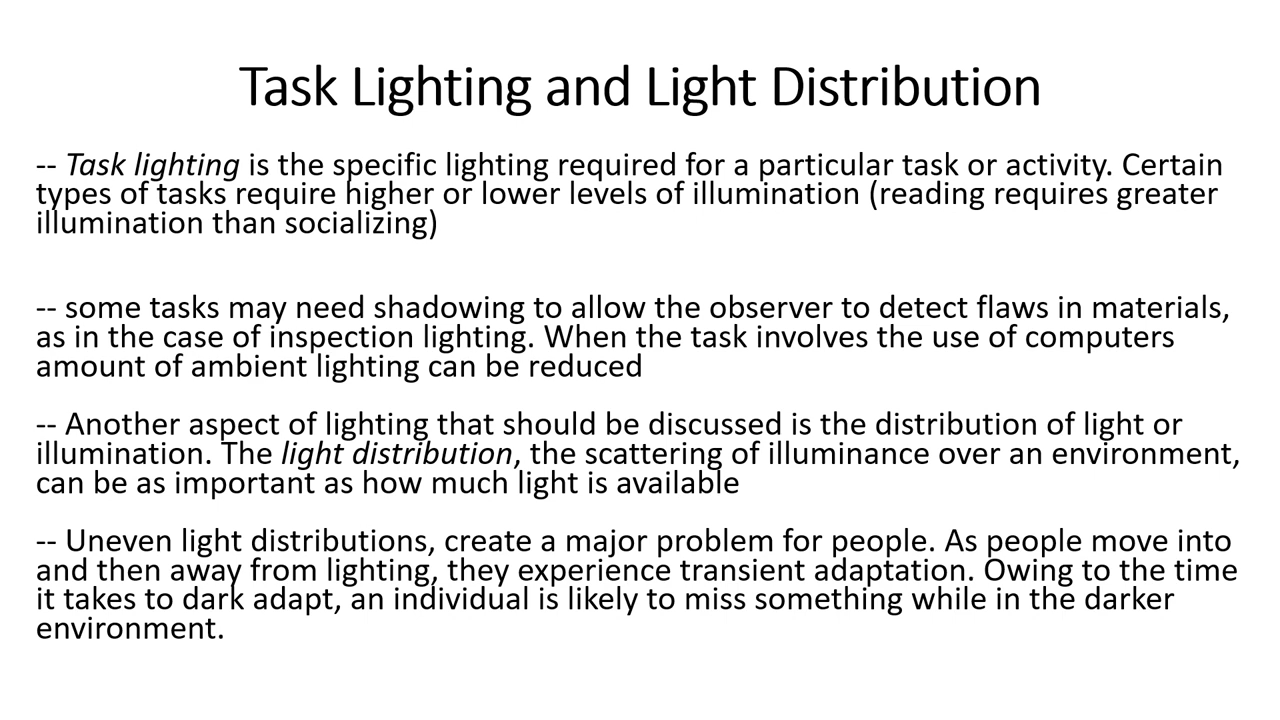 Task Lighting and Light Distribution
-- Task lighting is the specific lighting required for a particular task or activity. Certain
types of tasks require higher or lower levels of illumination (reading requires greater
illumination than socializing)
-- some tasks may need shadowing to allow the observer to detect flaws in materials,
as in the case of inspection lighting. When the task involves the use of computers
amount of ambient lighting can be reduced
-- Another aspect of lighting that should be discussed is the distribution of light or
illumination. The light distribution, the scattering of illuminance over an environment,
can be as important as how much light is available
-- Uneven light distributions, create a major problem for people. As people move into
and then away from lighting, they experience transient adaptation. Owing to the time
it takes to dark adapt, an individual is likely to miss something while in the darker
environment.